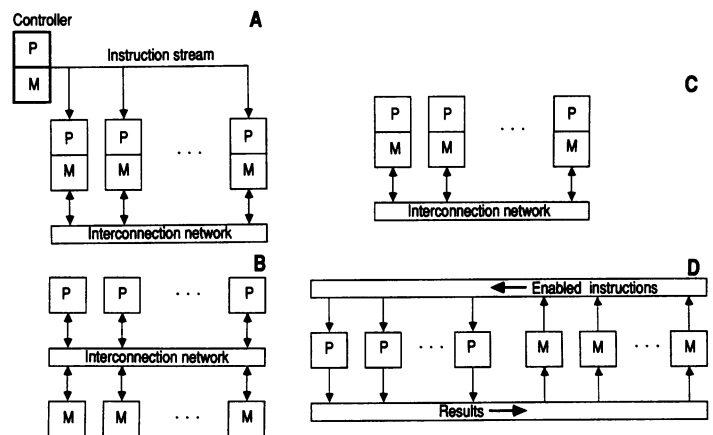 Controller
A
P
Instruction stream
M
P P . . . P
M M M
Interconnection network
C
P P . . . P
M M M
Interconnection network
B
P P . . . P
Interconnection network
M M . . . M
D
Enabled instructions
P P . . . P M M . . . M
Results